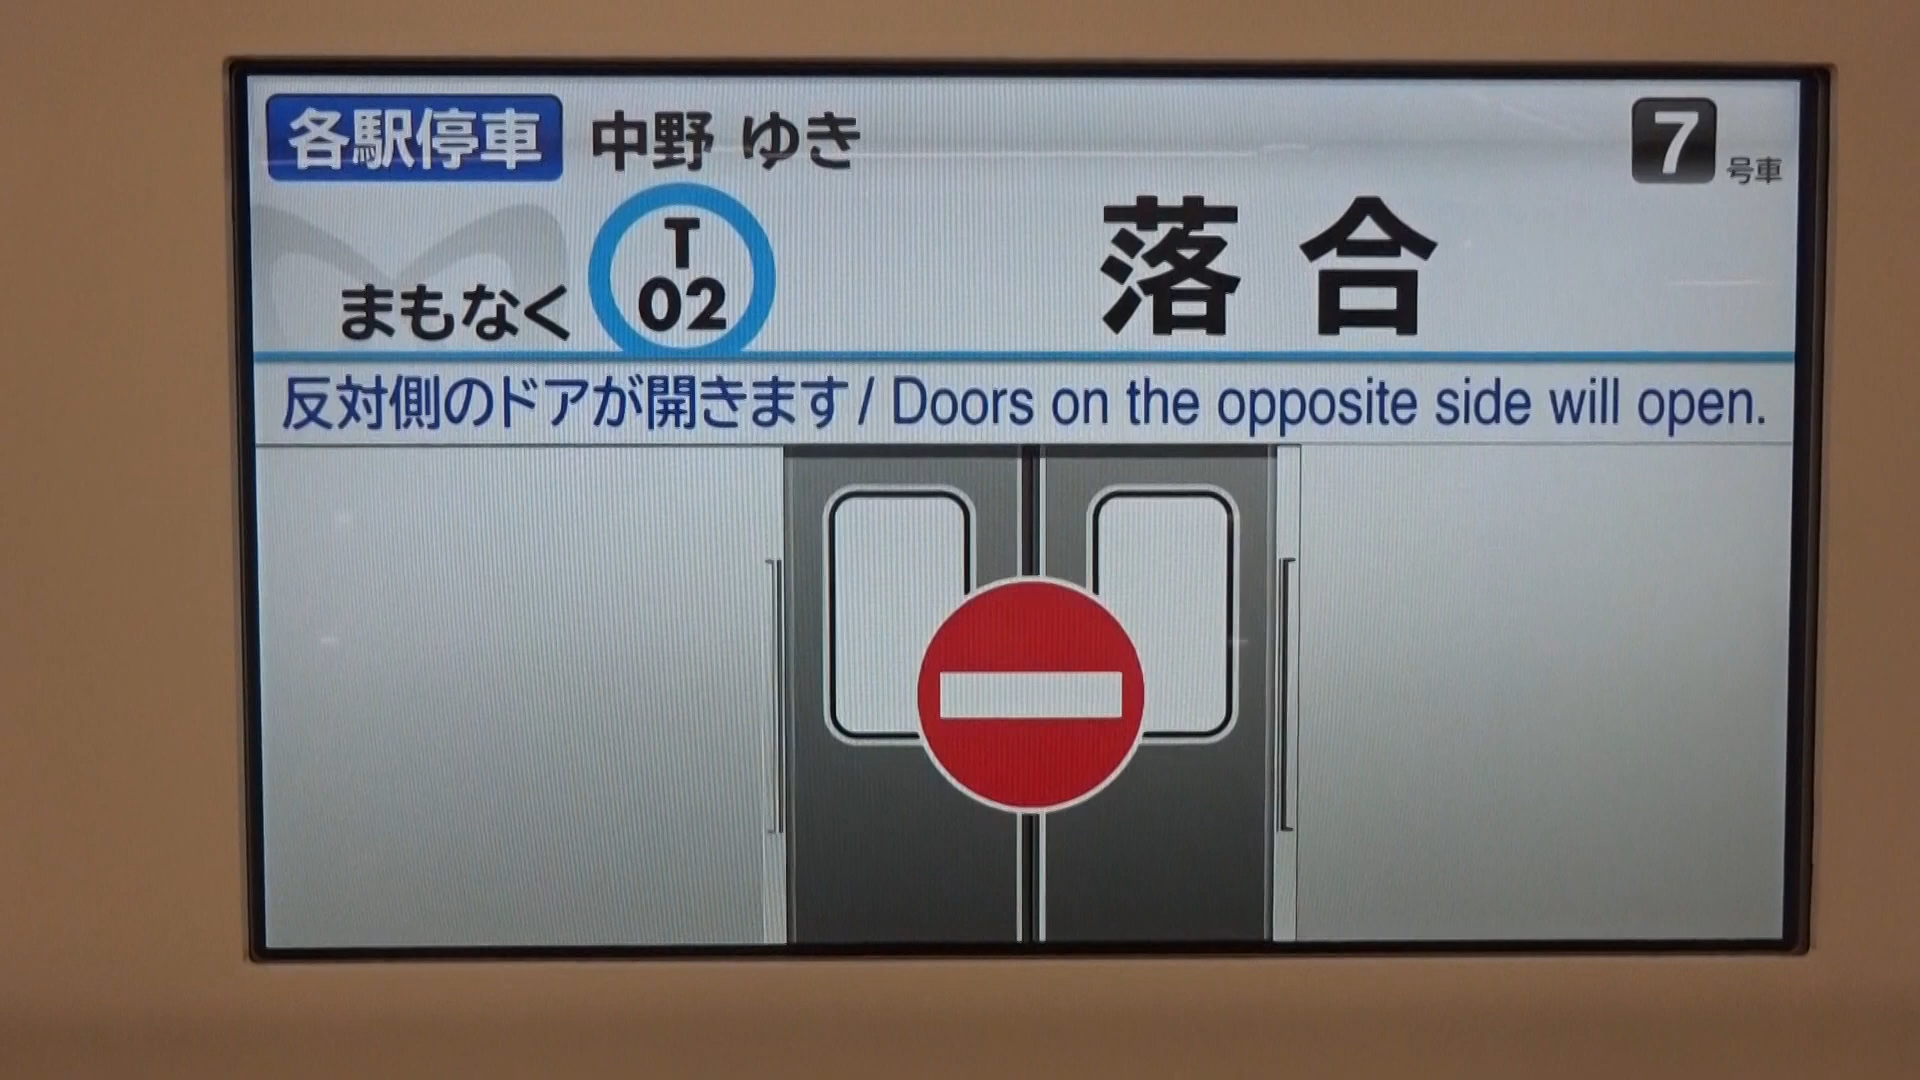 各駅停車 中野 ゆき 7 号車
まもなく T 02 落合
反対側のドアが開きます / Doors on the opposite side will open.